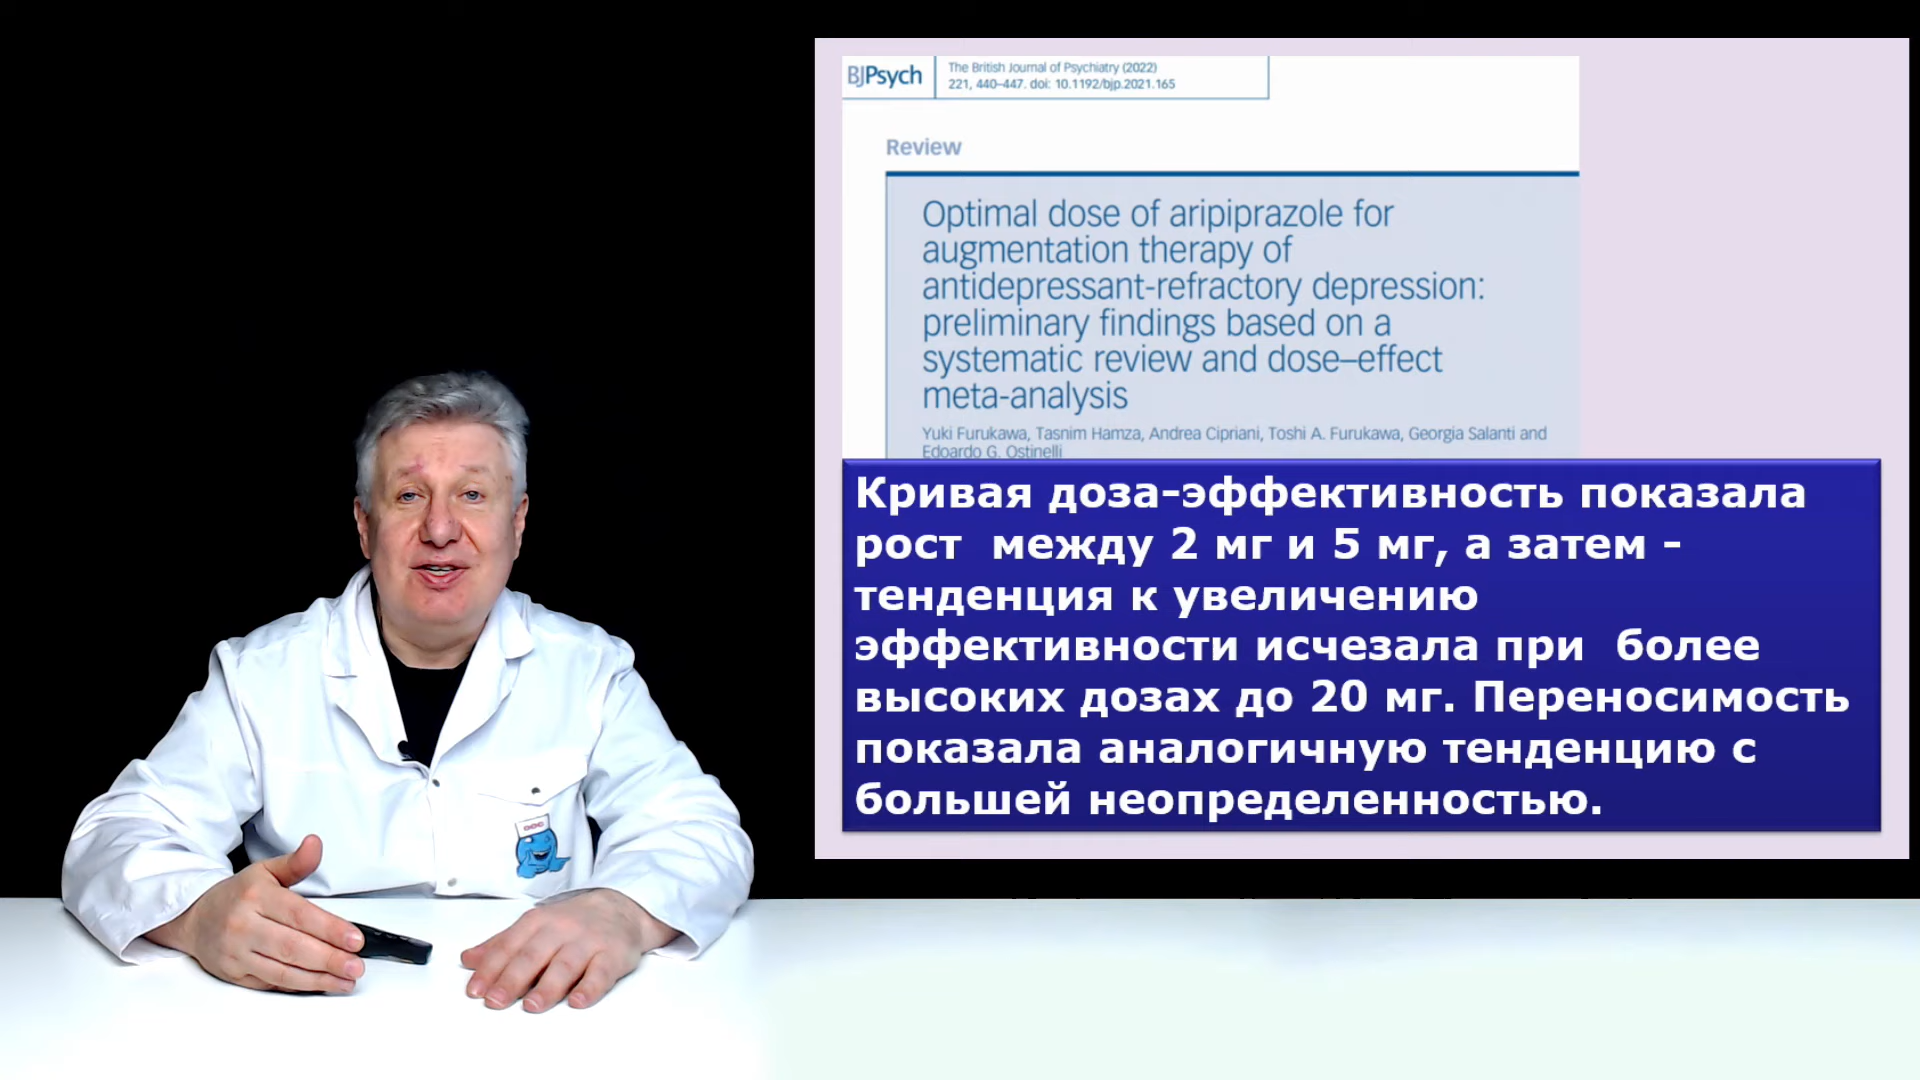 BJPsych
The British Journal of Psychiatry (2022)
221, 440–447. doi: 10.1192/bjp.2021.165
Review
Optimal dose of aripiprazole for
augmentation therapy of
antidepressant-refractory depression:
preliminary findings based on a
systematic review and dose–effect
meta-analysis
Yuki Furukawa, Tasnim Hamza, Andrea Cipriani, Toshi A. Furukawa, Georgia Salanti and
Edoardo G. Ostinelli
Кривая доза-эффективность показала
рост между 2 мг и 5 мг, а затем -
тенденция к увеличению
эффективности исчезала при более
высоких дозах до 20 мг. Переносимость
показала аналогичную тенденцию с
большей неопределенностью.